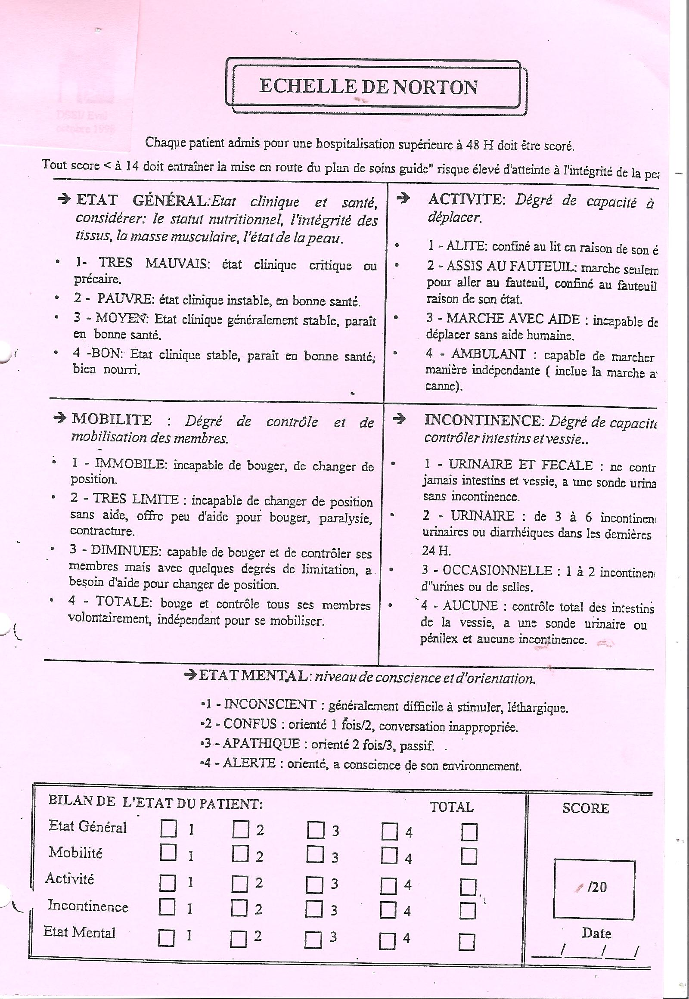 DSSI/ Eval
octobre 1998
ECHELLE DE NORTON
Chaque patient admis pour une hospitalisation supérieure à 48 H doit être scoré.
Tout score < à 14 doit entraîner la mise en route du plan de soins guide" risque élevé d'atteinte à l'intégrité de la
→ ETAT GÉNÉRAL:Etat clinique et santé,
considérer: le statut nutritionnel, l'intégrité des
tissus, la masse musculaire, l'état de la peau.
• 1- TRES MAUVAIS: état clinique critique ou
précaire.
• 2 - PAUVRE: état clinique instable, en bonne santé.
• 3 - MOYEN: Etat clinique généralement stable, paraît
en bonne santé.
• 4 -BON: Etat clinique stable, paraît en bonne santé,
bien nourri.
→ ACTIVITE: Dégré de capacité à
déplacer.
• 1 - ALITE: confiné au lit en raison de son é
• 2 - ASSIS AU FAUTEUIL: marche seulem
pour aller au fauteuil, confiné au fauteuil
raison de son état.
• 3 - MARCHE AVEC AIDE : incapable de
déplacer sans aide humaine.
• 4 - AMBULANT : capable de marcher
manière indépendante ( inclue la marche a
canne).
→ MOBILITE : Dégré de contrôle et de
mobilisation des membres.
• 1 - IMMOBILE: incapable de bouger, de changer de
position.
• 2 - TRES LIMITE : incapable de changer de position
sans aide, offre peu d'aide pour bouger, paralysie,
contracture.
• 3 - DIMINUEE: capable de bouger et de contrôler ses
membres mais avec quelques degrés de limitation, a
besoin d'aide pour changer de position.
• 4 - TOTALE: bouge et contrôle tous ses membres
volontairement, indépendant pour se mobiliser.
→ INCONTINENCE: Dégré de capacité
contrôler intestins et vessie..
• 1 - URINAIRE ET FECALE : ne contr
jamais intestins et vessie, a une sonde urina
sans incontinence.
• 2 - URINAIRE : de 3 à 6 incontinen
urinaires ou diarrhéiques dans les dernières
24 H.
• 3 - OCCASIONNELLE : 1 à 2 incontinen
d"urines ou de selles.
• 4 - AUCUNE : contrôle total des intestins
de la vessie, a une sonde urinaire ou
pénilex et aucune incontinence.
→ ETAT MENTAL: niveau de conscience et d'orientation.
•1 - INCONSCIENT : généralement difficile à stimuler, léthargique.
•2 - CONFUS : orienté 1 fois/2, conversation inappropriée.
•3 - APATHIQUE : orienté 2 fois/3, passif.
•4 - ALERTE : orienté, a conscience de son environnement.
BILAN DE L'ETAT DU PATIENT: TOTAL
Etat Général 1 2 3 4
Mobilité 1 2 3 4
Activité 1 2 3 4
Incontinence 1 2 3 4
Etat Mental 1 2 3 4
SCORE
/20
Date
___/___/___/